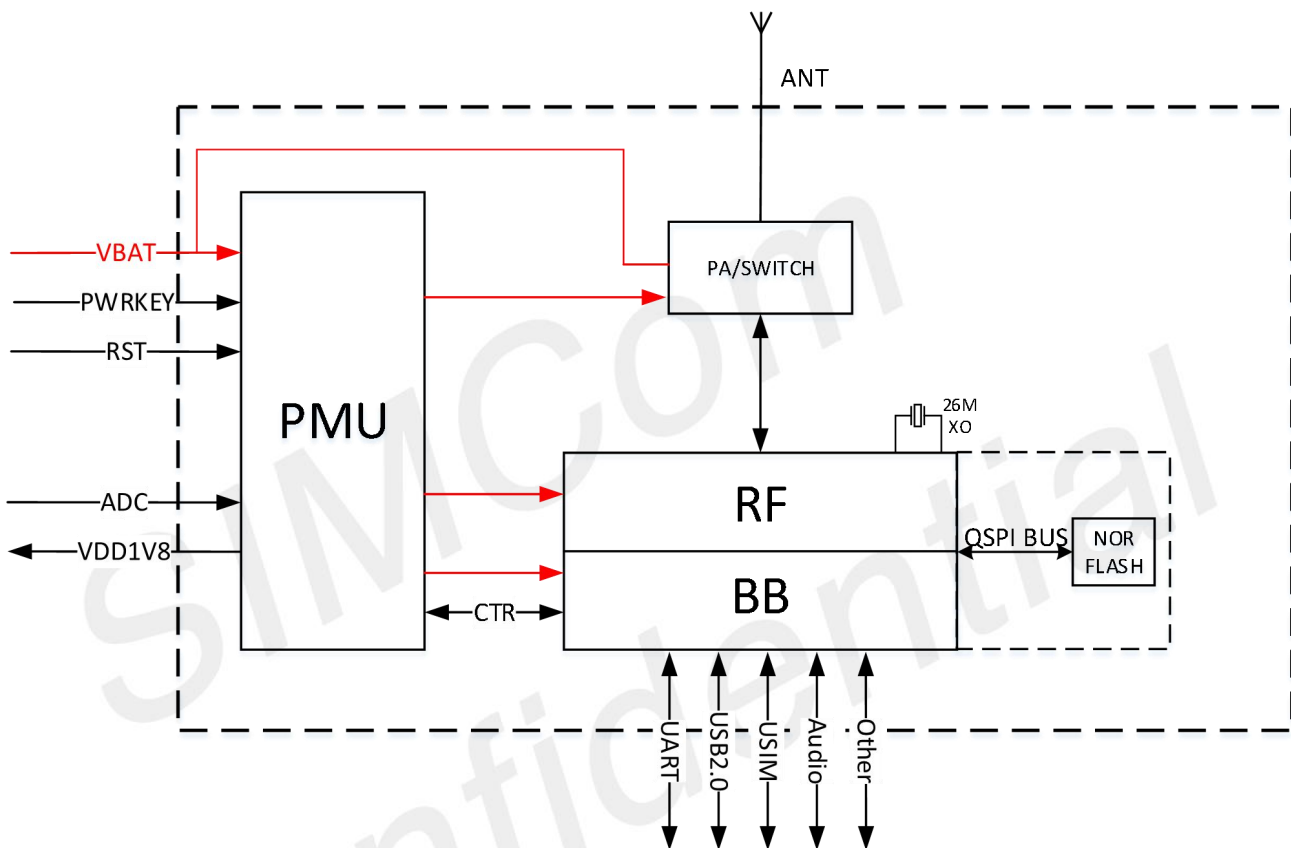 ANT
VBAT
PWRKEY
RST
ADC
VDD1V8
PMU
PA/SWITCH
26M
XO
RF
BB
CTR
QSPI BUS
NOR
FLASH
UART
USB2.0
USIM
Audio
Other
SIMCom
nfidential